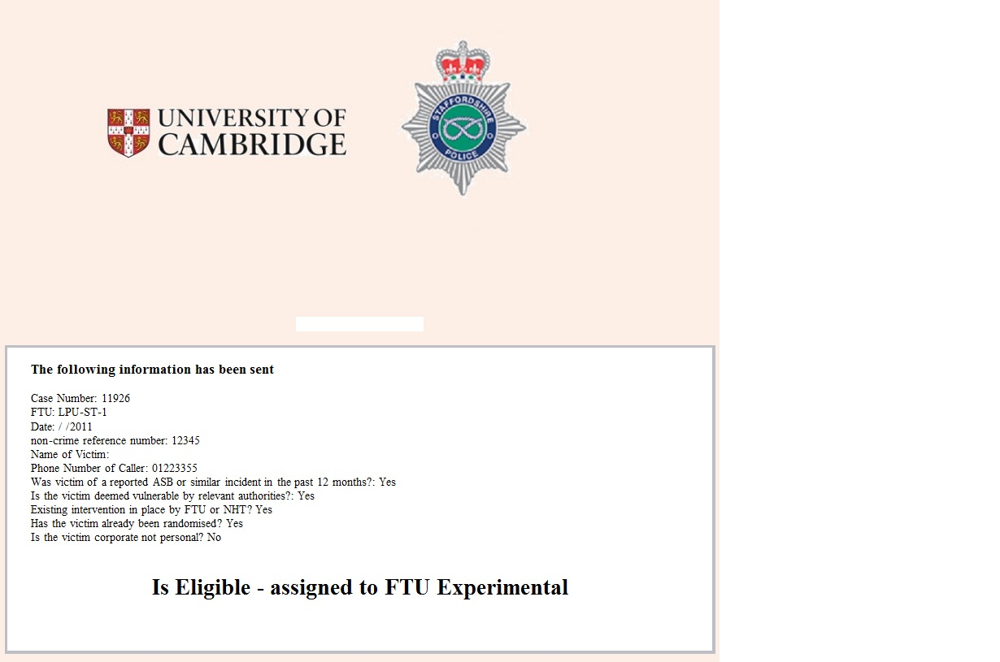 UNIVERSITY OF
CAMBRIDGE
STAFFORDSHIRE
POLICE
The following information has been sent
Case Number: 11926
FTU: LPU-ST-1
Date: / /2011
non-crime reference number: 12345
Name of Victim:
Phone Number of Caller: 01223355
Was victim of a reported ASB or similar incident in the past 12 months?: Yes
Is the victim deemed vulnerable by relevant authorities?: Yes
Existing intervention in place by FTU or NHT? Yes
Has the victim already been randomised? Yes
Is the victim corporate not personal? No
Is Eligible - assigned to FTU Experimental